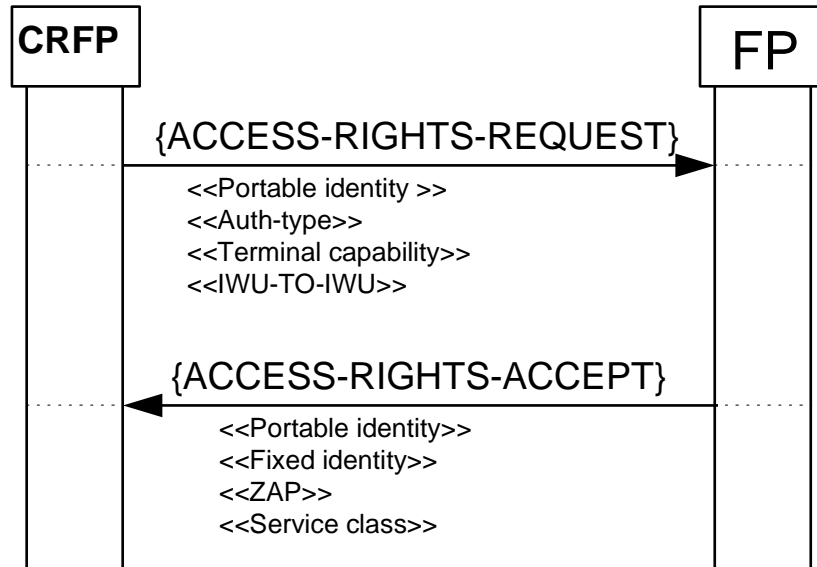 CRFP
FP
{ACCESS-RIGHTS-REQUEST}
<<Portable identity >>
<<Auth-type>>
<<Terminal capability>>
<<IWU-TO-IWU>>
{ACCESS-RIGHTS-ACCEPT}
<<Portable identity>>
<<Fixed identity>>
<<ZAP>>
<<Service class>>